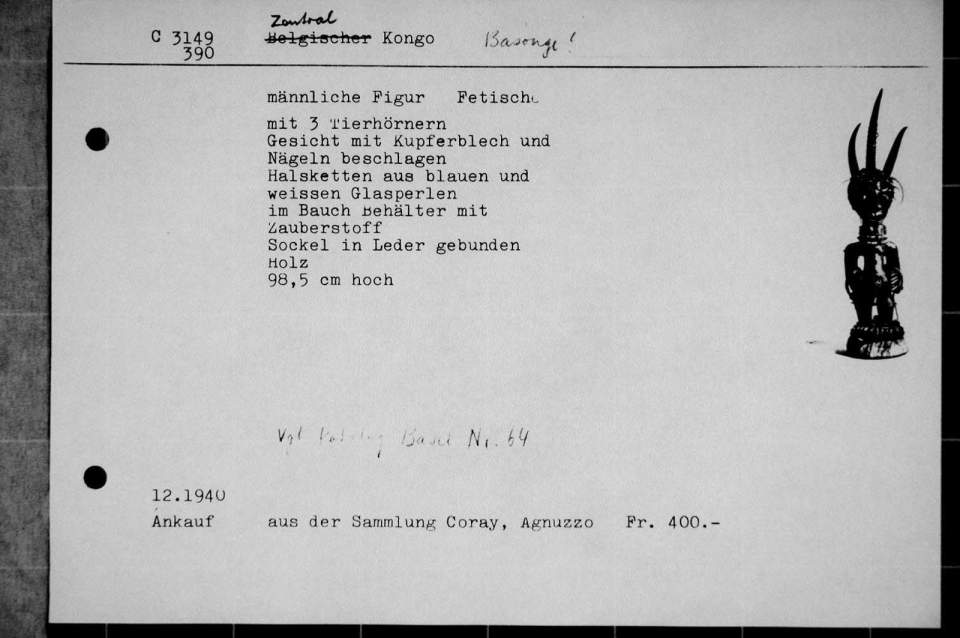 Zentral
C 3149 Belgischer Kongo Basonge!
390
männliche Figur Fetisch
mit 3 Tierhörnern
Gesicht mit Kupferblech und
Nägeln beschlagen
Halsketten aus blauen und
weissen Glasperlen
im Bauch Behälter mit
Zauberstoff
Sockel in Leder gebunden
Holz
98,5 cm hoch
Vgl Katalog Basel Nr. 64
12.1940
Ankauf aus der Sammlung Coray, Agnuzzo Fr. 400.-